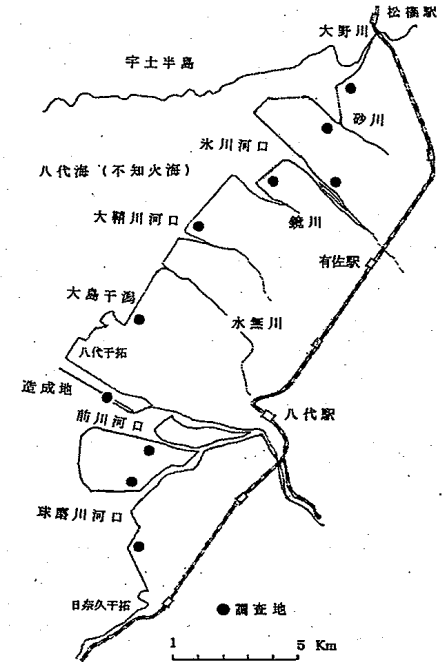 松橋駅
大野川
宇土半島
砂川
氷川河口
八代海(不知火海)
鏡川
大鞘川河口
有佐駅
大島干潟
水無川
八代干拓
造成地
八代駅
前川河口
球磨川河口
日奈久干拓
●調査地
1 5 Km